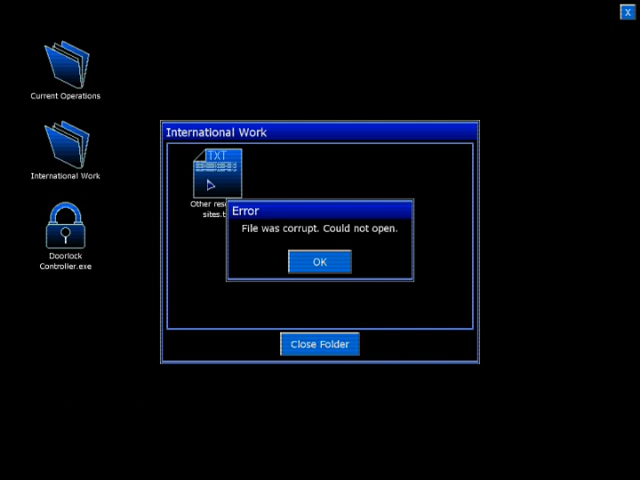 X
Current Operations
International Work
Doorlock
Controller.exe
International Work
TXT
Other
sites.
Error
File was corrupt. Could not open.
OK
Close Folder